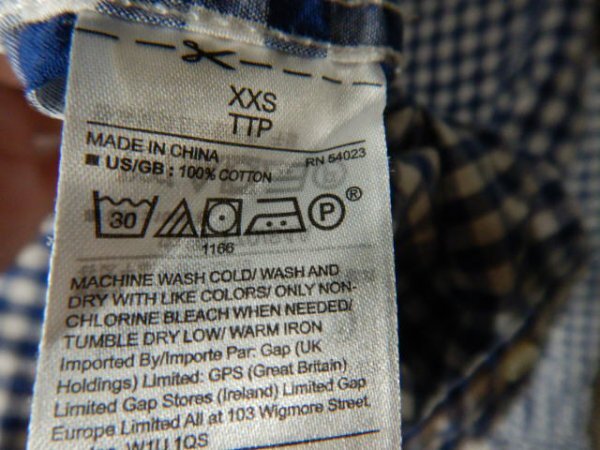 XXS
TTP
MADE IN CHINA RN 54023
US/GB : 100% COTTON
30 P ®
1166
MACHINE WASH COLD/ WASH AND
DRY WITH LIKE COLORS/ ONLY NON-
CHLORINE BLEACH WHEN NEEDED/
TUMBLE DRY LOW/ WARM IRON
Imported By/Importe Par: Gap (UK
Holdings) Limited: GPS (Great Britain)
Limited Gap Stores (Ireland) Limited Gap
Europe Limited All at 103 Wigmore Street,
W1U 1QS